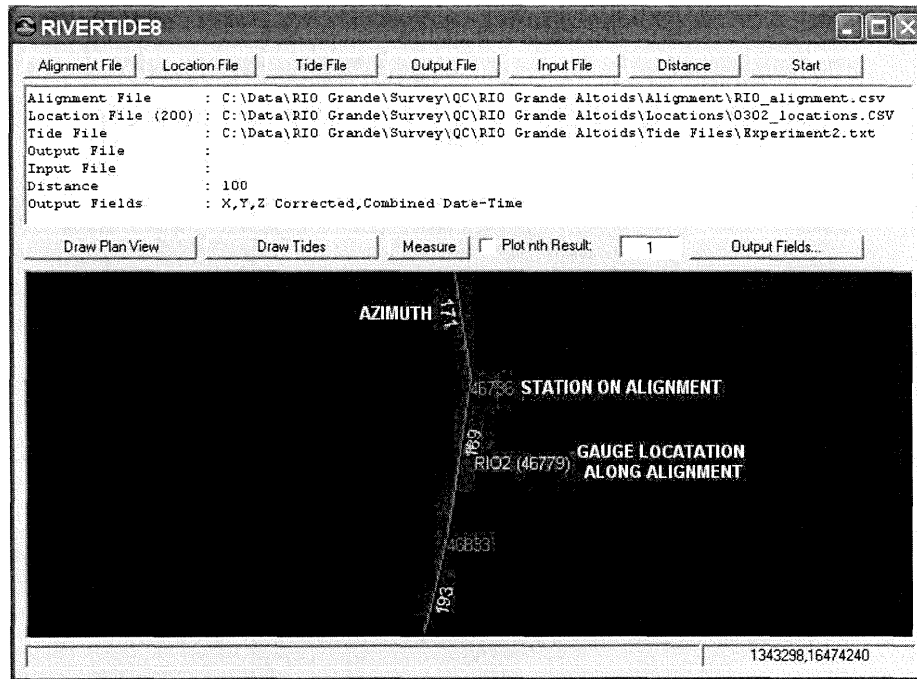 RIVERTIDE8
Alignment File Location File Tide File Output File Input File Distance Start
Alignment File : C:\Data\RIO Grande\Survey\QC\RIO Grande Altoids\Alignment\RIO_alignment.csv
Location File (200) : C:\Data\RIO Grande\Survey\QC\RIO Grande Altoids\Locations\0302_locations.CSV
Tide File : C:\Data\RIO Grande\Survey\QC\RIO Grande Altoids\Tide Files\Experiment2.txt
Output File :
Input File :
Distance : 100
Output Fields : X,Y,Z Corrected,Combined Date-Time
Draw Plan View Draw Tides Measure Plot nth Result: 1 Output Fields...
AZIMUTH 171
STATION ON ALIGNMENT
RIO2 (46779)
GAUGE LOCATATION
ALONG ALIGNMENT
193
1343298,16474240